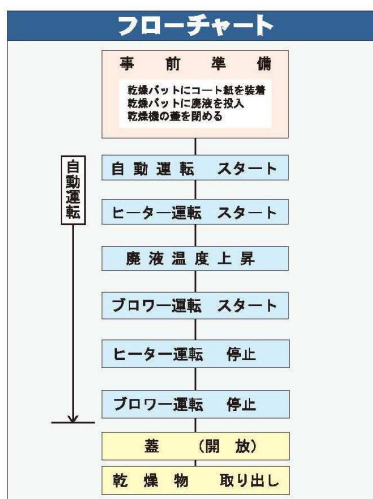 フローチャート
事前準備
乾燥バットにコート紙を装着
乾燥バットに廃液を投入
乾燥機の蓋を閉める
自動運転
自動運転 スタート
ヒーター運転 スタート
廃液温度上昇
ブロワー運転 スタート
ヒーター運転 停止
ブロワー運転 停止
蓋 (開放)
乾燥物 取り出し